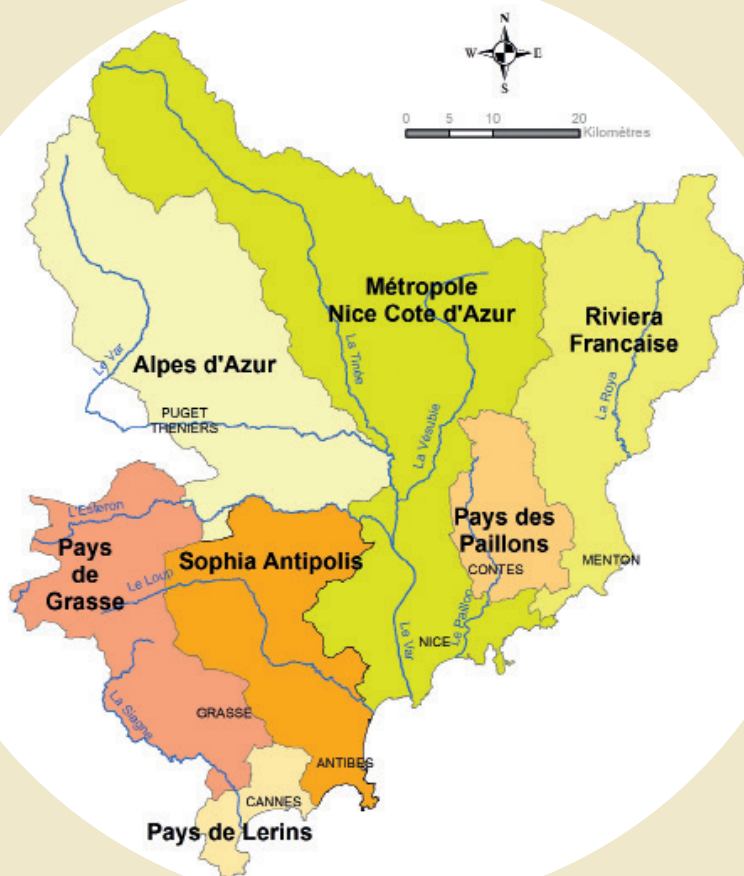 N
W E
S
0 5 10 20
Kilomètres
Métropole
Nice Cote d'Azur
Riviera
Francaise
La Tinée
La Roya
Le Var
Alpes d'Azur
PUGET
THENIERS
La Vésubie
L'Esteron
Pays des
Paillons
CONTES
MENTON
Pays
de
Grasse
Sophia Antipolis
Le Loup
Le Var
NICE
Le Paillon
La Siagne
GRASSE
ANTIBES
CANNES
Pays de Lerins